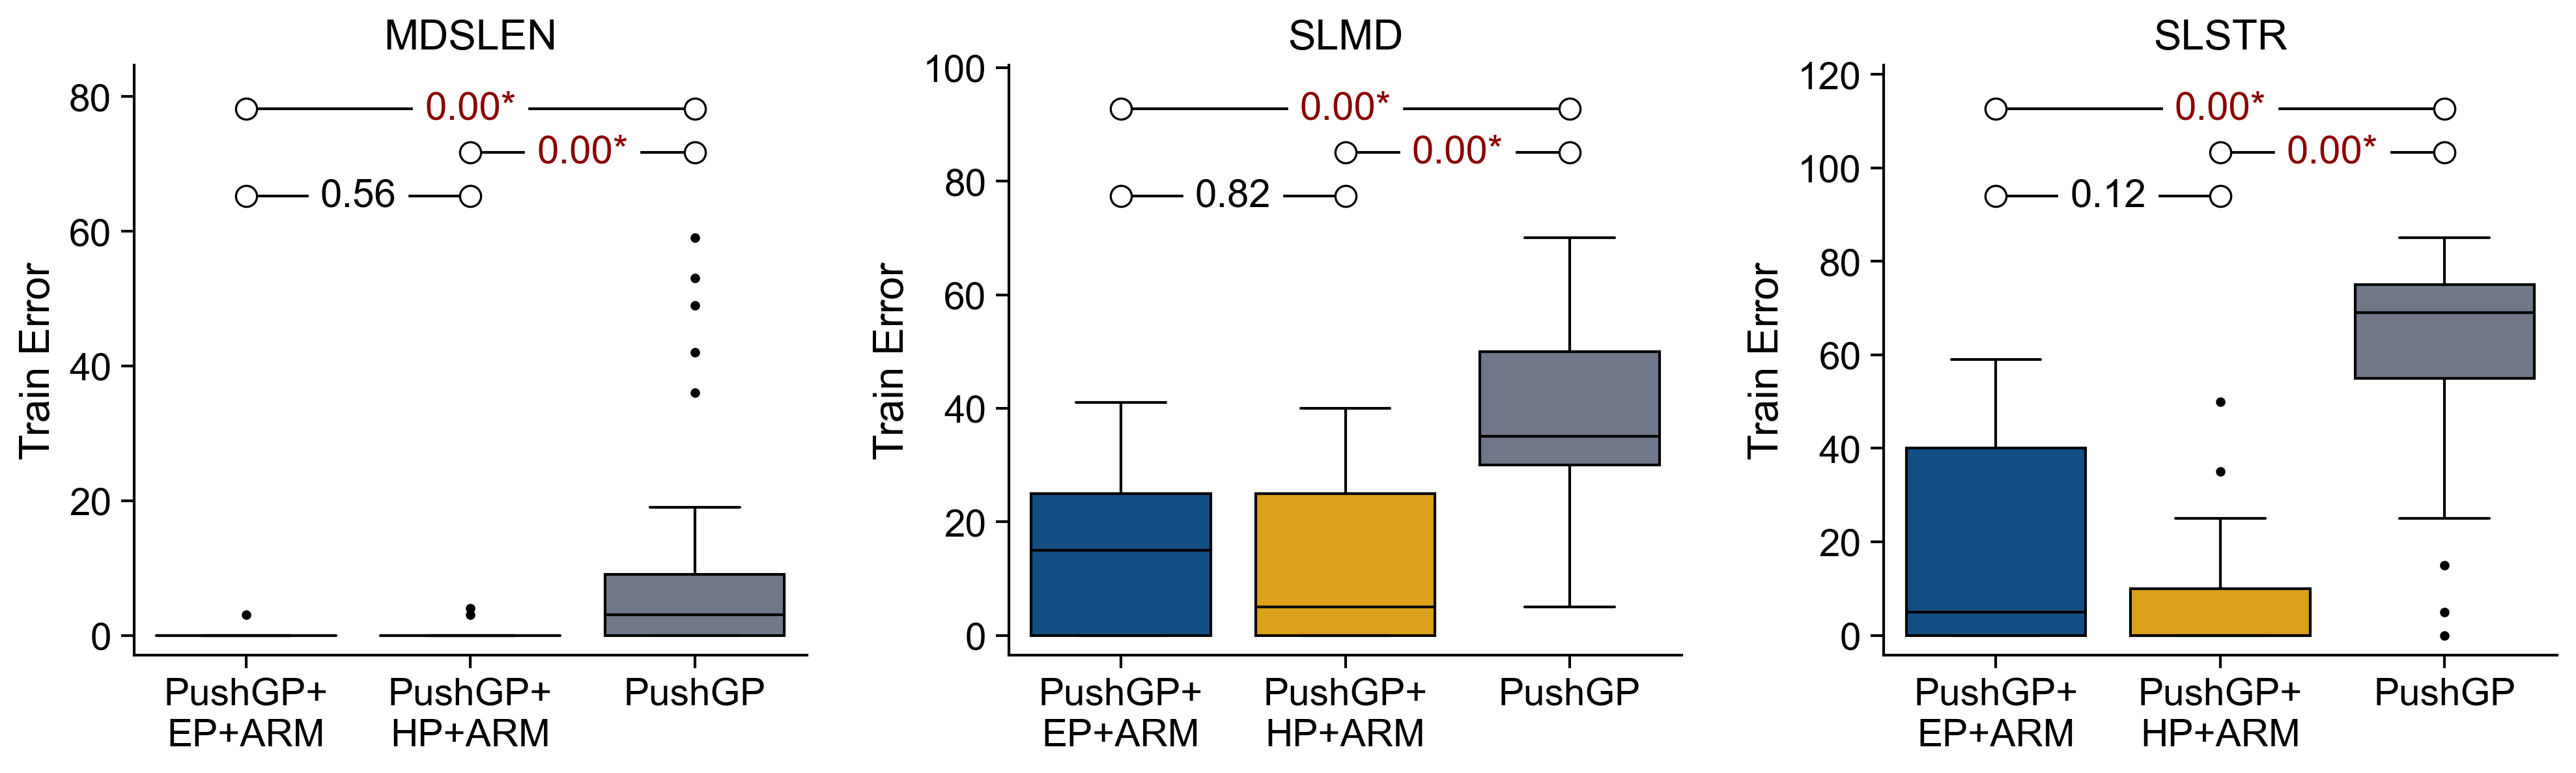 MDSLEN
Train Error
80
60
40
20
0
0.00*
0.00*
0.56
PushGP+
EP+ARM
PushGP+
HP+ARM
PushGP
SLMD
Train Error
100
80
60
40
20
0
0.00*
0.00*
0.82
PushGP+
EP+ARM
PushGP+
HP+ARM
PushGP
SLSTR
Train Error
120
100
80
60
40
20
0
0.00*
0.00*
0.12
PushGP+
EP+ARM
PushGP+
HP+ARM
PushGP